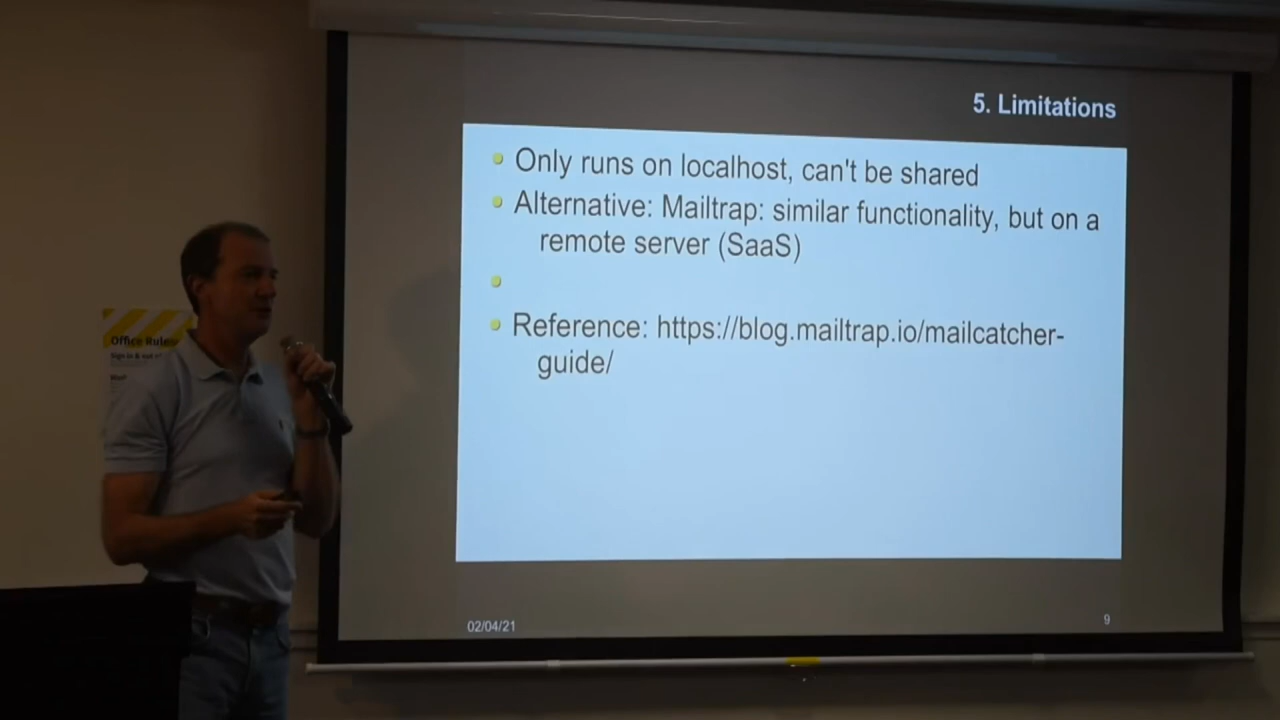 5. Limitations
Only runs on localhost, can't be shared
Alternative: Mailtrap: similar functionality, but on a
remote server (SaaS)
Reference: https://blog.mailtrap.io/mailcatcher-
guide/
Office Rules
02/04/21
9